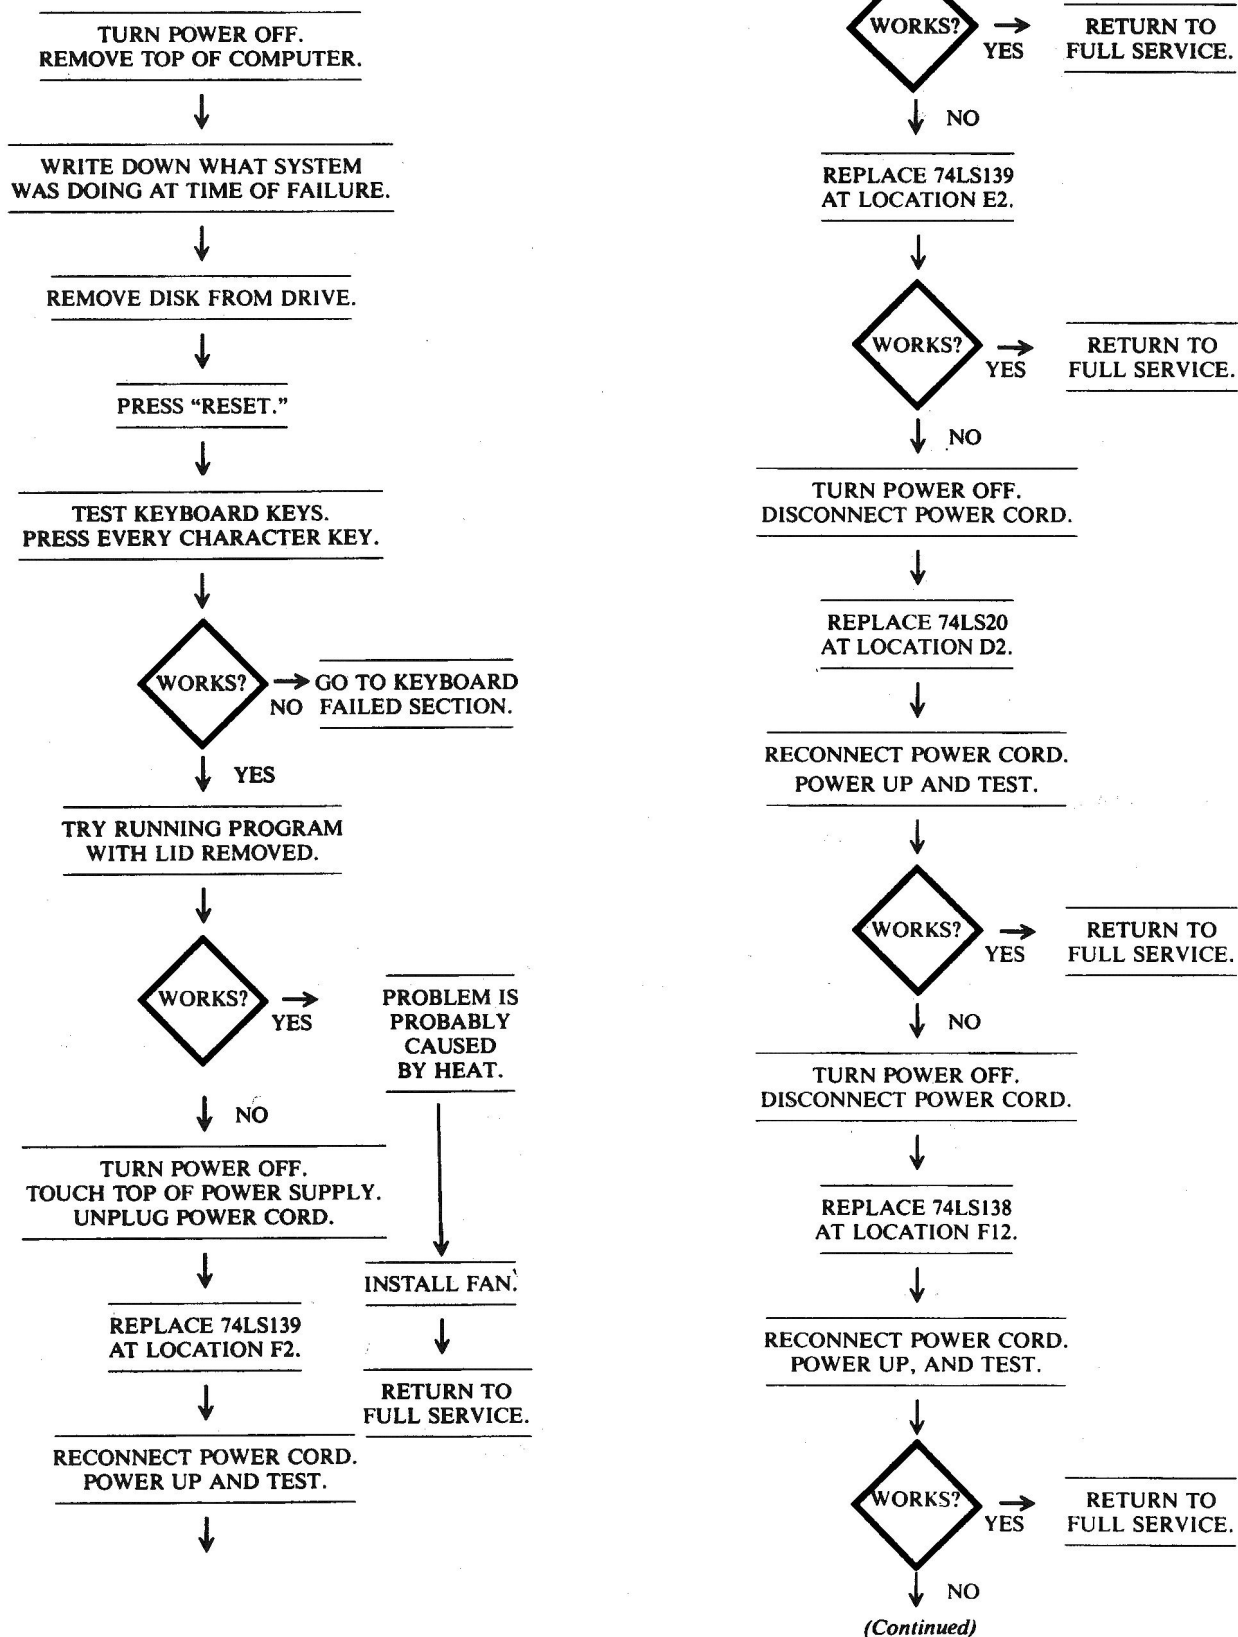 TURN POWER OFF.
REMOVE TOP OF COMPUTER.
WRITE DOWN WHAT SYSTEM
WAS DOING AT TIME OF FAILURE.
REMOVE DISK FROM DRIVE.
PRESS “RESET.”
TEST KEYBOARD KEYS.
PRESS EVERY CHARACTER KEY.
WORKS?
NO
GO TO KEYBOARD
FAILED SECTION.
YES
TRY RUNNING PROGRAM
WITH LID REMOVED.
WORKS?
YES
PROBLEM IS
PROBABLY
CAUSED
BY HEAT.
INSTALL FAN.
RETURN TO
FULL SERVICE.
NO
TURN POWER OFF.
TOUCH TOP OF POWER SUPPLY.
UNPLUG POWER CORD.
REPLACE 74LS139
AT LOCATION F2.
RECONNECT POWER CORD.
POWER UP AND TEST.
WORKS?
YES
RETURN TO
FULL SERVICE.
NO
REPLACE 74LS139
AT LOCATION E2.
WORKS?
YES
RETURN TO
FULL SERVICE.
NO
TURN POWER OFF.
DISCONNECT POWER CORD.
REPLACE 74LS20
AT LOCATION D2.
RECONNECT POWER CORD.
POWER UP AND TEST.
WORKS?
YES
RETURN TO
FULL SERVICE.
NO
TURN POWER OFF.
DISCONNECT POWER CORD.
REPLACE 74LS138
AT LOCATION F12.
RECONNECT POWER CORD.
POWER UP, AND TEST.
WORKS?
YES
RETURN TO
FULL SERVICE.
NO
(Continued)